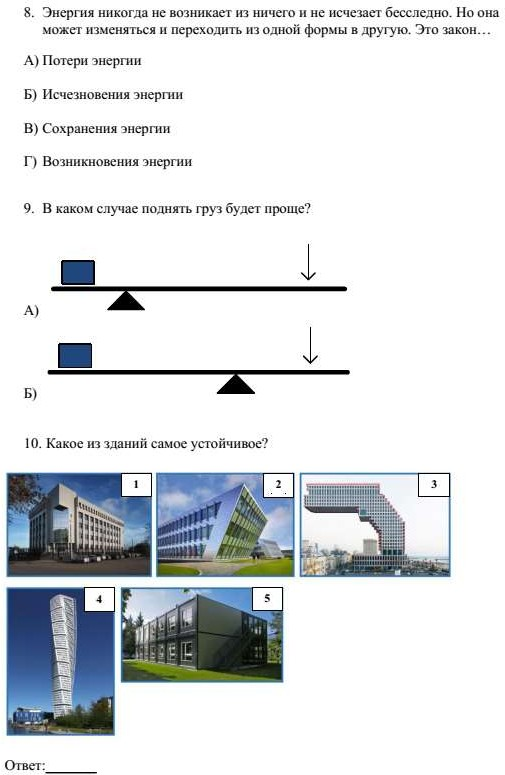 8. Энергия никогда не возникает из ничего и не исчезает бесследно. Но она
может изменяться и переходить из одной формы в другую. Это закон…
А) Потери энергии
Б) Исчезновения энергии
В) Сохранения энергии
Г) Возникновения энергии
9. В каком случае поднять груз будет проще?
А)
Б)
10. Какое из зданий самое устойчивое?
1
2
3
4
5
Ответ:_______